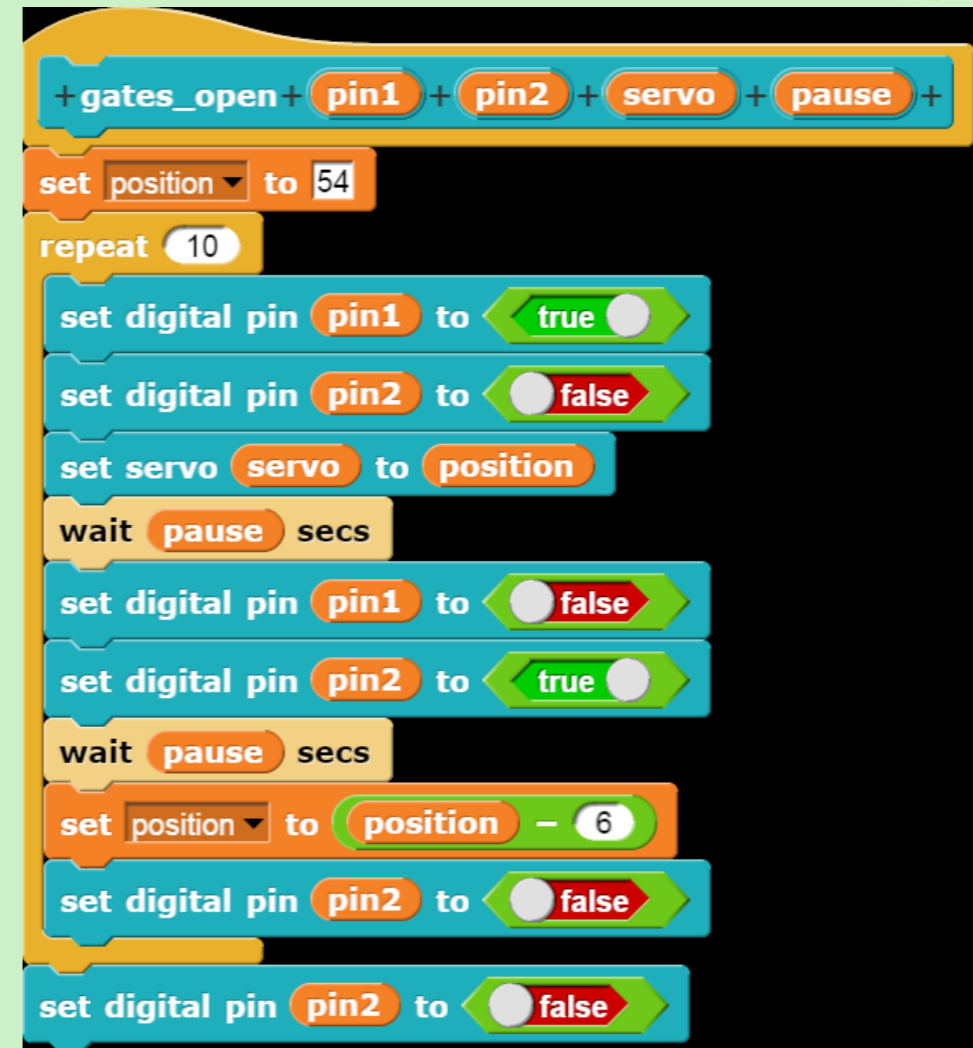 +gates_open+ pin1 + pin2 + servo + pause +
set position to 54
repeat 10
set digital pin pin1 to true
set digital pin pin2 to false
set servo servo to position
wait pause secs
set digital pin pin1 to false
set digital pin pin2 to true
wait pause secs
set position to position - 6
set digital pin pin2 to false
set digital pin pin2 to false